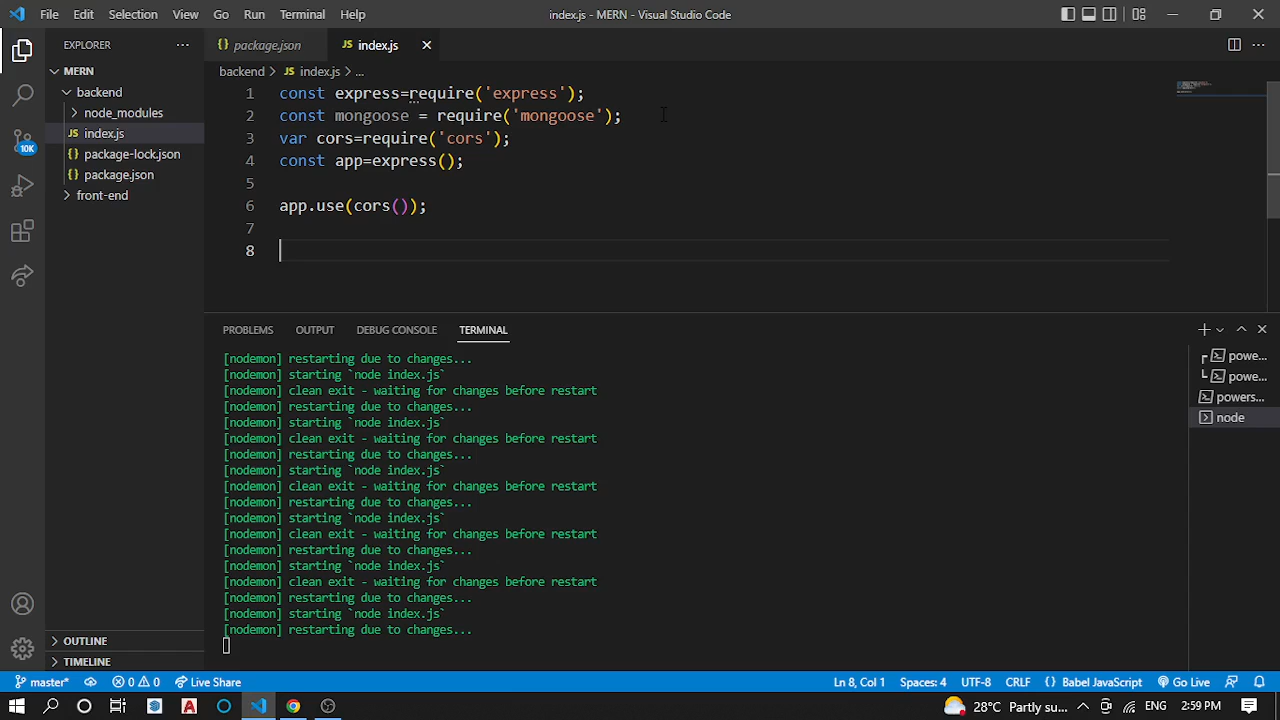 File Edit Selection View Go Run Terminal Help index.js - MERN - Visual Studio Code
EXPLORER ...
package.json
index.js
MERN
backend
node_modules
index.js
package-lock.json
package.json
front-end
OUTLINE
TIMELINE
10K
backend > index.js > ...
1 const express=require('express');
2 const mongoose = require('mongoose');
3 var cors=require('cors');
4 const app=express();
5
6 app.use(cors());
7
8
PROBLEMS OUTPUT DEBUG CONSOLE TERMINAL
[nodemon] restarting due to changes...
[nodemon] starting `node index.js`
[nodemon] clean exit - waiting for changes before restart
[nodemon] restarting due to changes...
[nodemon] starting `node index.js`
[nodemon] clean exit - waiting for changes before restart
[nodemon] restarting due to changes...
[nodemon] starting `node index.js`
[nodemon] clean exit - waiting for changes before restart
[nodemon] restarting due to changes...
[nodemon] starting `node index.js`
[nodemon] clean exit - waiting for changes before restart
[nodemon] restarting due to changes...
[nodemon] starting `node index.js`
[nodemon] clean exit - waiting for changes before restart
[nodemon] restarting due to changes...
[nodemon] starting `node index.js`
[nodemon] restarting due to changes...
powe...
powe...
powers...
node
master* 0 0 Live Share Ln 8, Col 1 Spaces: 4 UTF-8 CRLF {} Babel JavaScript Go Live
28°C Partly su... ENG 2:59 PM